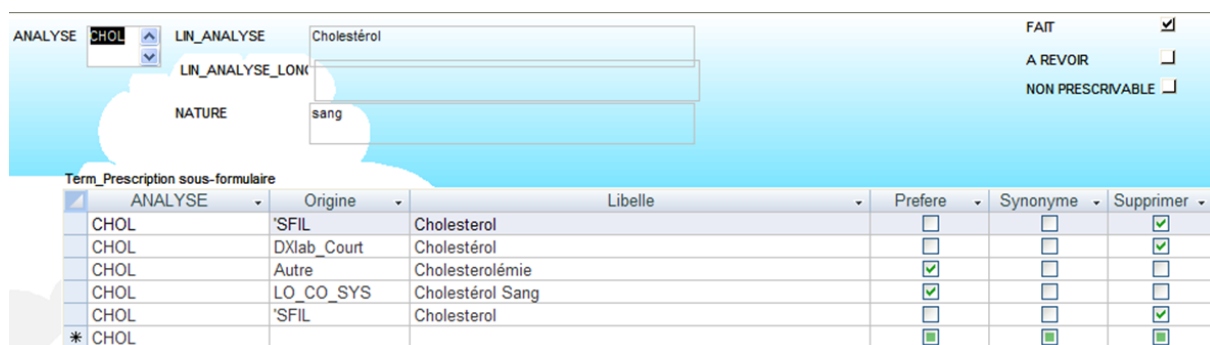 ANALYSE CHOL LIN_ANALYSE Cholestérol FAIT
LIN_ANALYSE_LONG A REVOIR
NON PRESCRIVABLE
NATURE sang
Term_Prescription sous-formulaire
ANALYSE Origine Libelle Prefere Synonyme Supprimer
CHOL 'SFIL Cholesterol
CHOL DXlab_Court Cholestérol
CHOL Autre Cholesterolémie
CHOL LO_CO_SYS Cholestérol Sang
CHOL 'SFIL Cholesterol
* CHOL